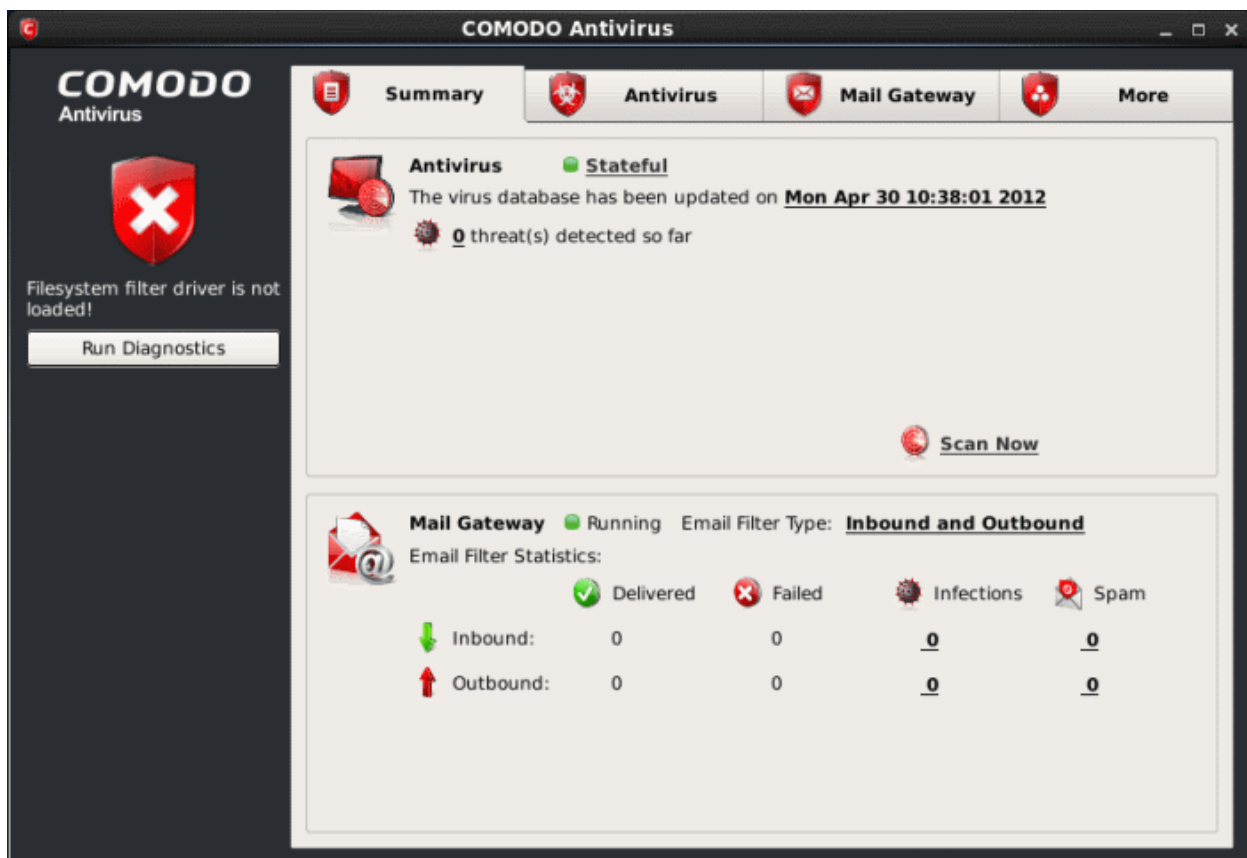 COMODO Antivirus
COMODO
Antivirus
Filesystem filter driver is not
loaded!
Run Diagnostics
Summary Antivirus Mail Gateway More
Antivirus Stateful
The virus database has been updated on Mon Apr 30 10:38:01 2012
0 threat(s) detected so far
Scan Now
Mail Gateway Running Email Filter Type: Inbound and Outbound
Email Filter Statistics:
Delivered Failed Infections Spam
Inbound: 0 0 0 0
Outbound: 0 0 0 0